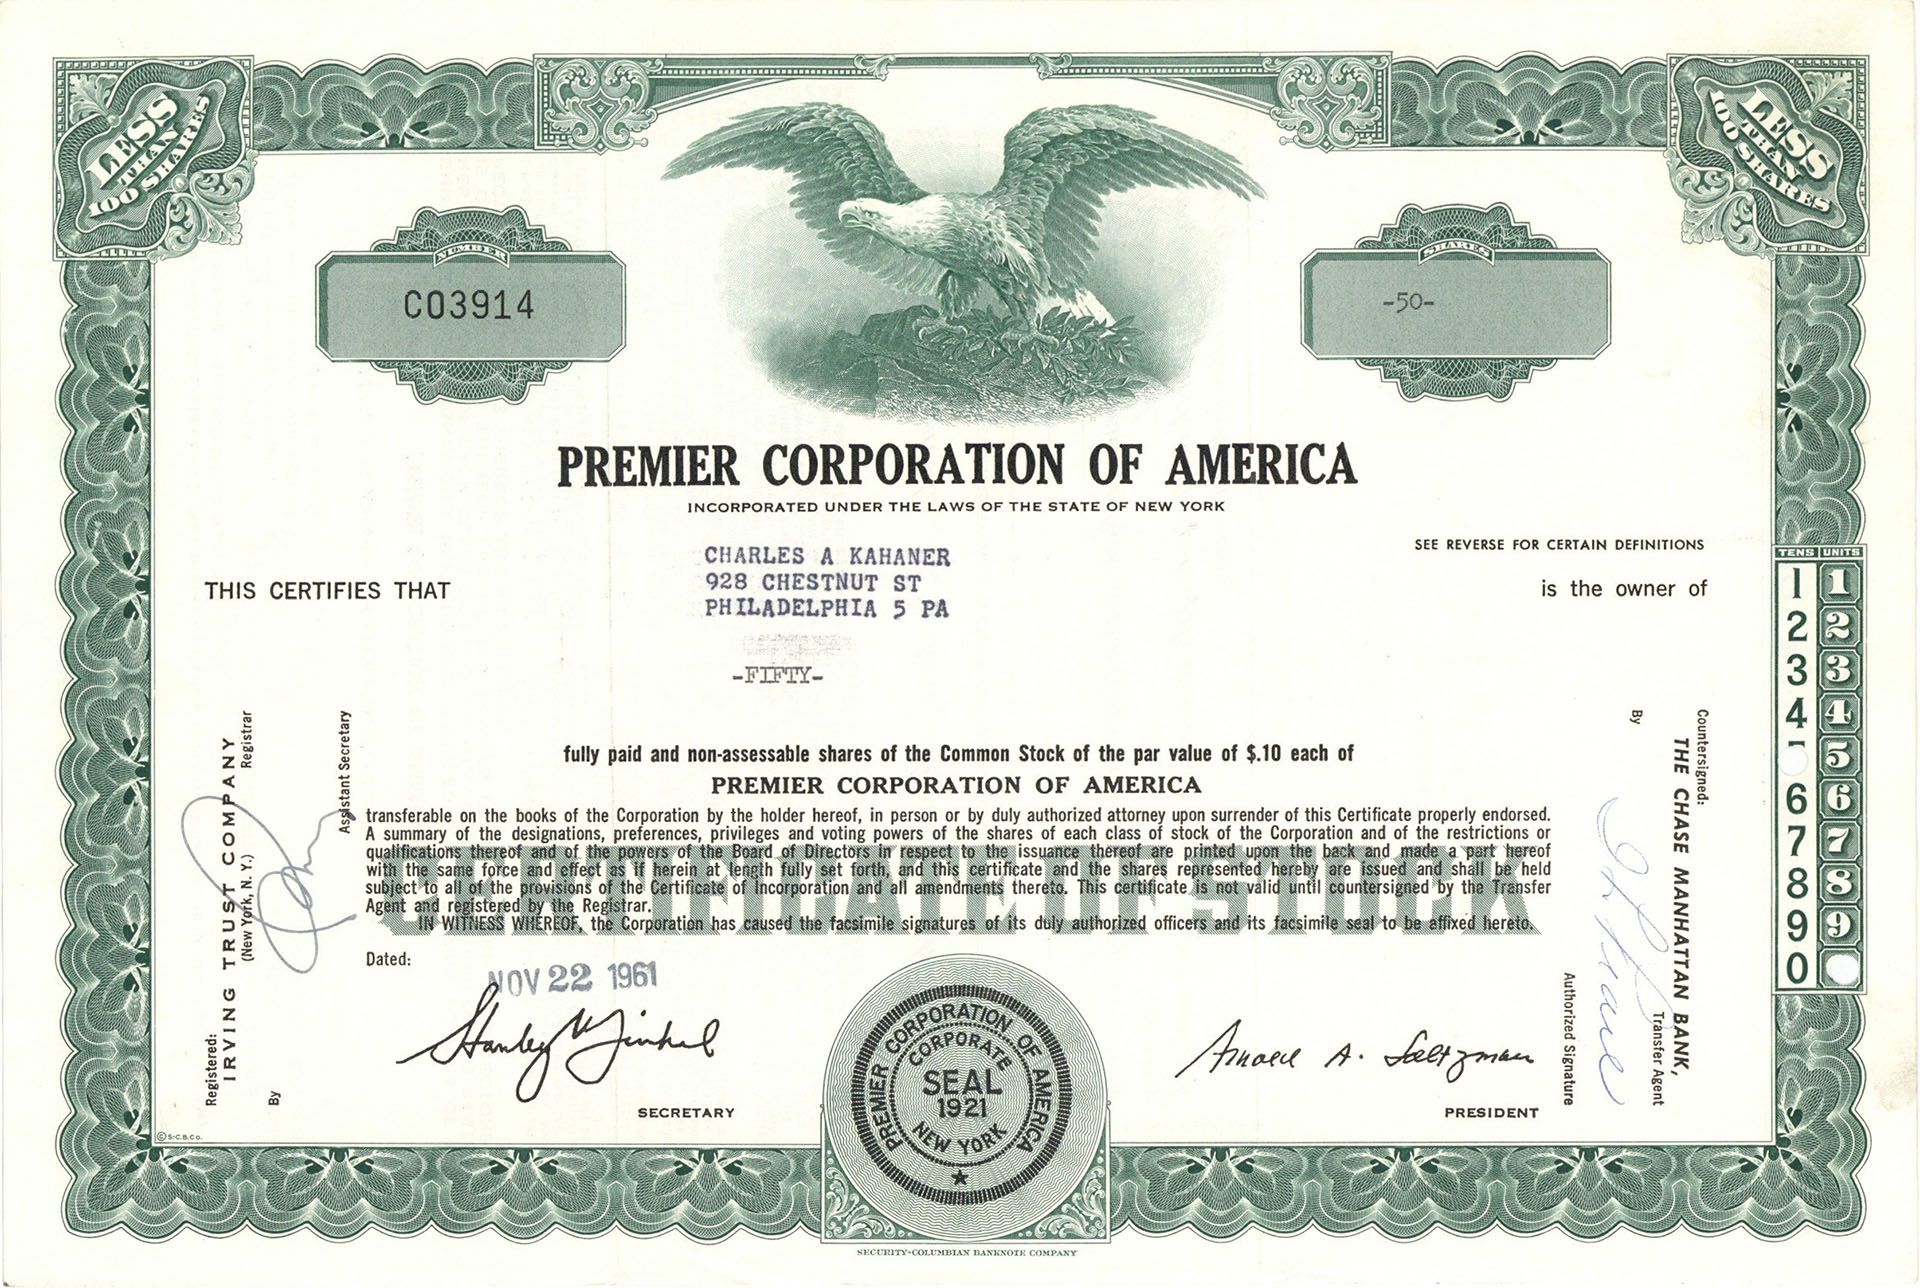 LESS
THAN
100 SHARES
LESS
THAN
100 SHARES
NUMBER
CO3914
SHARES
-50-
PREMIER CORPORATION OF AMERICA
INCORPORATED UNDER THE LAWS OF THE STATE OF NEW YORK
SEE REVERSE FOR CERTAIN DEFINITIONS
THIS CERTIFIES THAT
CHARLES A KAHANER
928 CHESTNUT ST
PHILADELPHIA 5 PA
is the owner of
-FIFTY-
fully paid and non-assessable shares of the Common Stock of the par value of $.10 each of
PREMIER CORPORATION OF AMERICA
transferable on the books of the Corporation by the holder hereof, in person or by duly authorized attorney upon surrender of this Certificate properly endorsed.
A summary of the designations, preferences, privileges and voting powers of the shares of each class of stock of the Corporation and of the restrictions or
qualifications thereof and of the powers of the Board of Directors in respect to the issuance thereof are printed upon the back and made a part hereof
with the same force and effect as if herein at length fully set forth, and this certificate and the shares represented hereby are issued and shall be held
subject to all of the provisions of the Certificate of Incorporation and all amendments thereto. This certificate is not valid until countersigned by the Transfer
Agent and registered by the Registrar.
IN WITNESS WHEREOF, the Corporation has caused the facsimile signatures of its duly authorized officers and its facsimile seal to be affixed hereto.
CERTIFICATE OF STOCK
Dated:
NOV 22 1961
SECRETARY
Arnold A. Saltzman
PRESIDENT
PREMIER CORPORATION OF AMERICA
CORPORATE
SEAL
1921
NEW YORK
Registered:
IRVING TRUST COMPANY
(New York, N. Y.)
Registrar
By
Assistant Secretary
Countersigned:
THE CHASE MANHATTAN BANK,
Transfer Agent
By
Authorized Signature
TENS UNITS
1 1
2 2
3 3
4 4
5
6 6
7 7
8 8
9 9
0
© S-C.B.Co.
SECURITY-COLUMBIAN BANKNOTE COMPANY